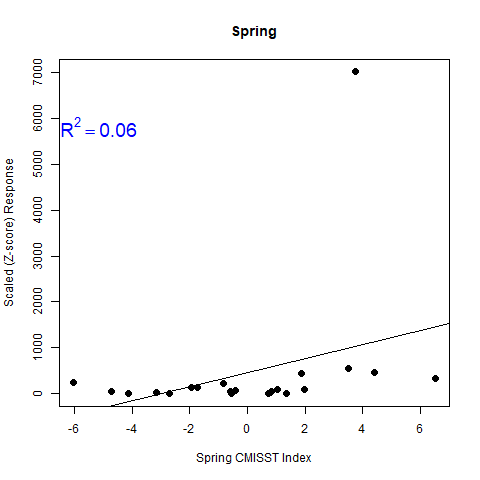 Spring
R² = 0.06
Scaled (Z-score) Response
0 1000 2000 3000 4000 5000 6000 7000
-6 -4 -2 0 2 4 6
Spring CMISST Index